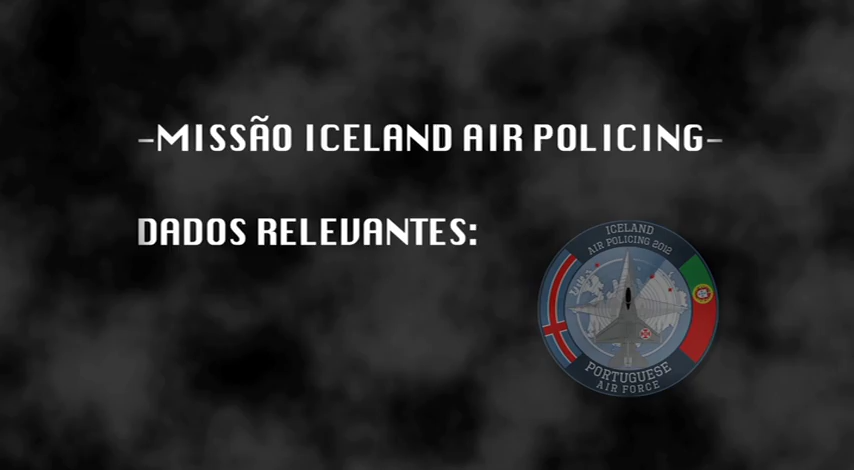 -MISSÃO ICELAND AIR POLICING-
DADOS RELEVANTES:
ICELAND
AIR POLICING 2012
PORTUGUESE
AIR FORCE